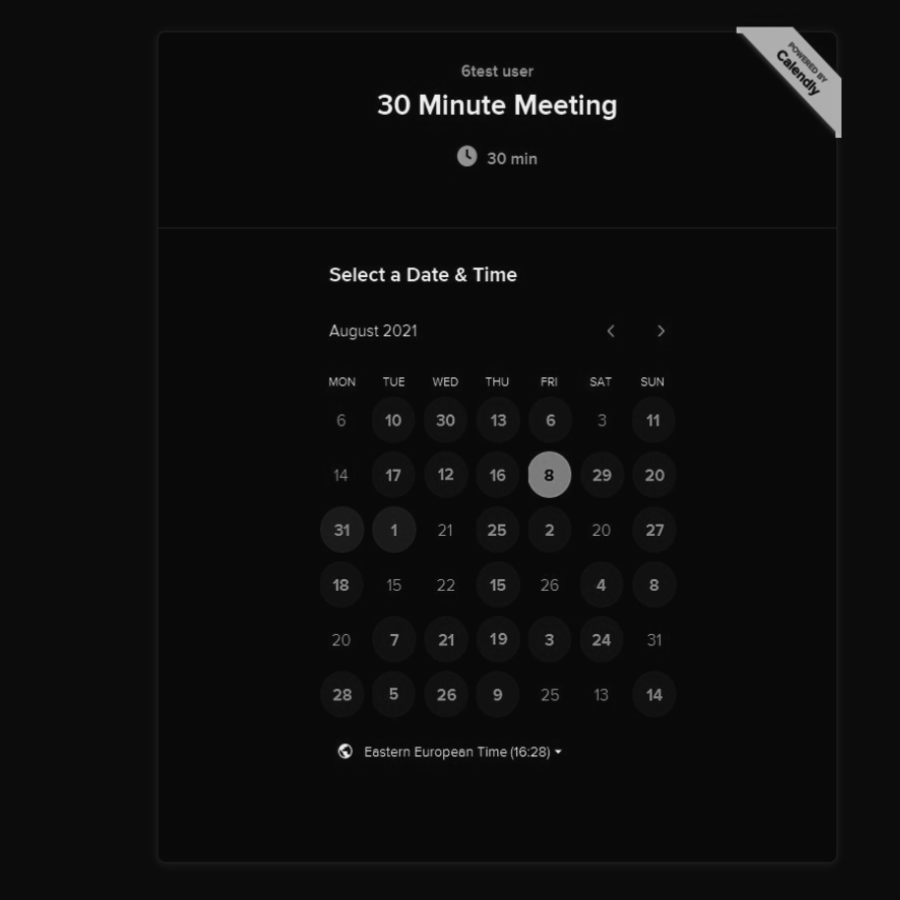 POWERED BY
Calendly
6test user
30 Minute Meeting
30 min
Select a Date & Time
August 2021
MON TUE WED THU FRI SAT SUN
6 10 30 13 6 3 11
14 17 12 16 8 29 20
31 1 21 25 2 20 27
18 15 22 15 26 4 8
20 7 21 19 3 24 31
28 5 26 9 25 13 14
Eastern European Time (16:28)